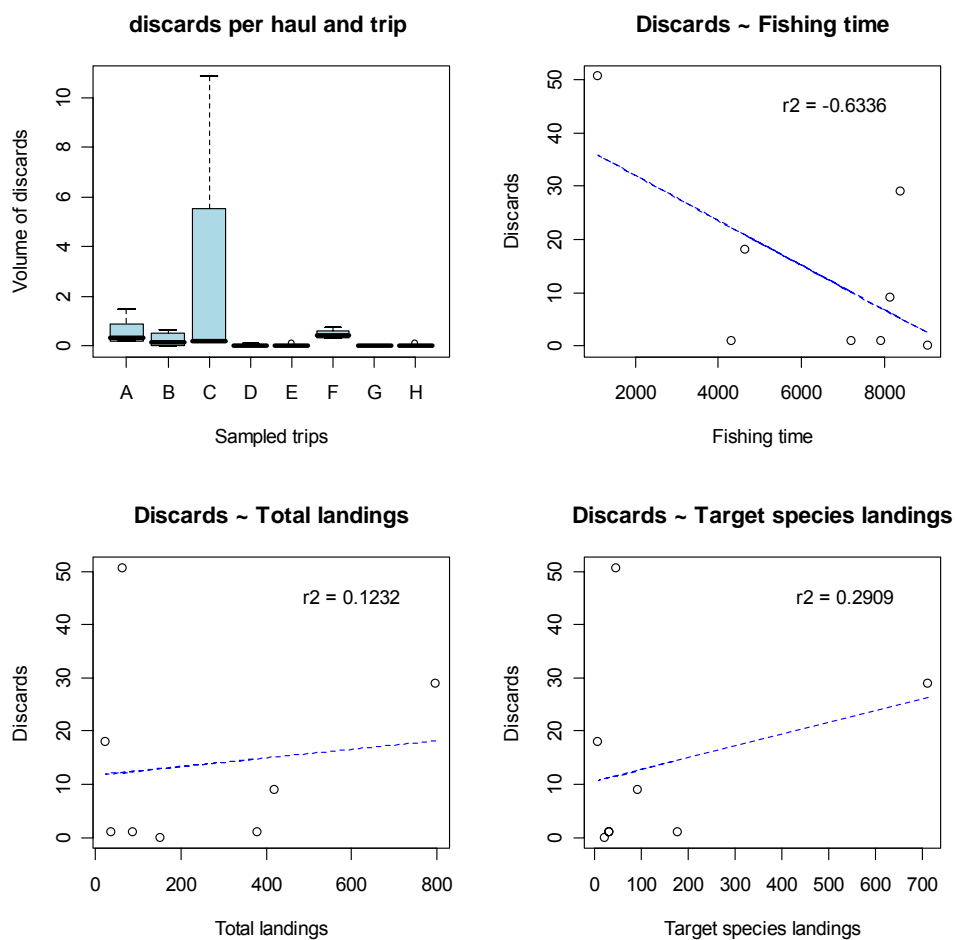 discards per haul and trip
Volume of discards
0 2 4 6 8 10
A B C D E F G H
Sampled trips
Discards ~ Fishing time
r2 = -0.6336
Discards
0 10 20 30 40 50
2000 4000 6000 8000
Fishing time
Discards ~ Total landings
r2 = 0.1232
Discards
0 10 20 30 40 50
0 200 400 600 800
Total landings
Discards ~ Target species landings
r2 = 0.2909
Discards
0 10 20 30 40 50
0 100 200 300 400 500 600 700
Target species landings